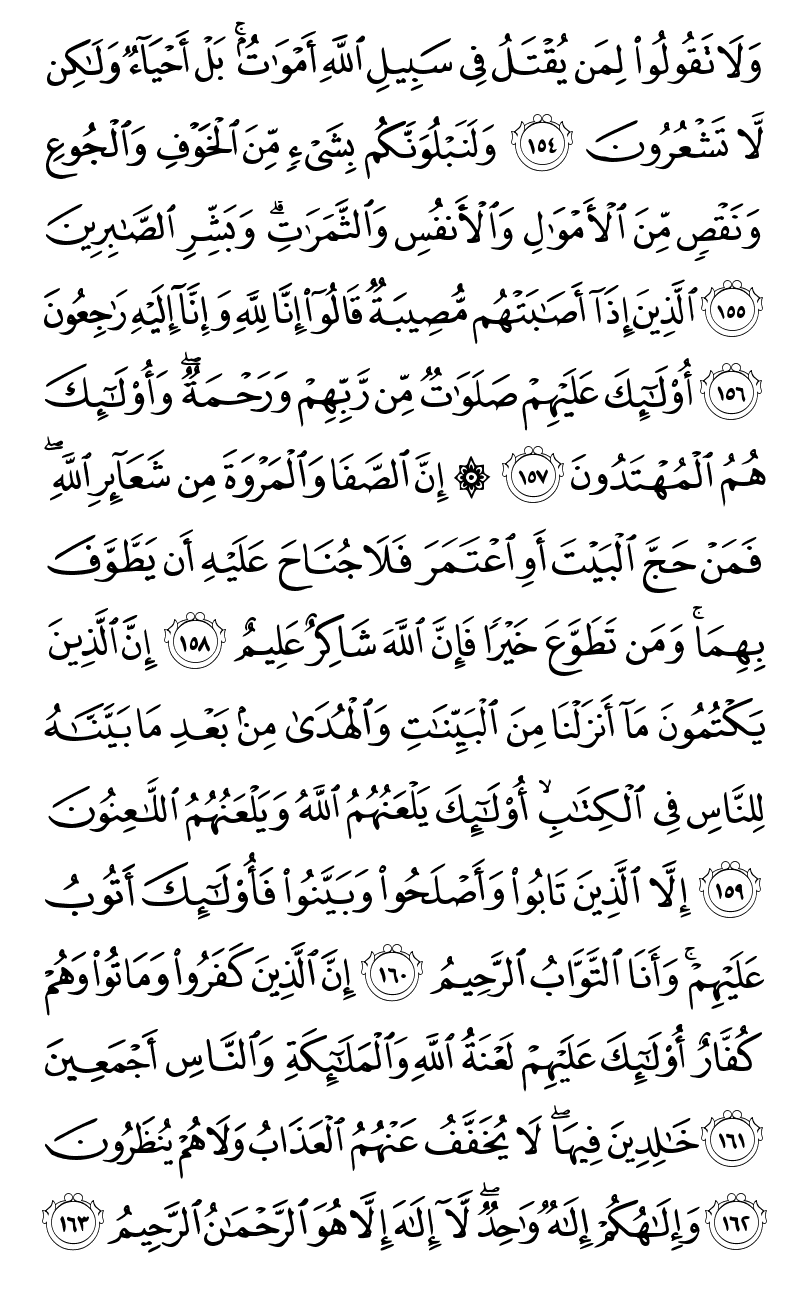 وَلَا تَقُولُوا۟ لِمَن يُقْتَلُ فِى سَبِيلِ ٱللَّهِ أَمْوَٰتٌۢ ۚ بَلْ أَحْيَآءٌ وَلَٰكِن
لَّا تَشْعُرُونَ ۝١٥٤ وَلَنَبْلُوَنَّكُم بِشَىْءٍ مِّنَ ٱلْخَوْفِ وَٱلْجُوعِ
وَنَقْصٍ مِّنَ ٱلْأَمْوَٰلِ وَٱلْأَنفُسِ وَٱلثَّمَرَٰتِ ۗ وَبَشِّرِ ٱلصَّٰبِرِينَ
۝١٥٥ ٱلَّذِينَ إِذَآ أَصَٰبَتْهُم مُّصِيبَةٌ قَالُوٓا۟ إِنَّا لِلَّهِ وَإِنَّآ إِلَيْهِ رَٰجِعُونَ
۝١٥٦ أُو۟لَٰٓئِكَ عَلَيْهِمْ صَلَوَٰتٌ مِّن رَّبِّهِمْ وَرَحْمَةٌ ۖ وَأُو۟لَٰٓئِكَ
هُمُ ٱلْمُهْتَدُونَ ۝١٥٧ ۞ إِنَّ ٱلصَّفَا وَٱلْمَرْوَةَ مِن شَعَآئِرِ ٱللَّهِ ۖ
فَمَنْ حَجَّ ٱلْبَيْتَ أَوِ ٱعْتَمَرَ فَلَا جُنَاحَ عَلَيْهِ أَن يَطَّوَّفَ
بِهِمَا ۚ وَمَن تَطَوَّعَ خَيْرًا فَإِنَّ ٱللَّهَ شَاكِرٌ عَلِيمٌ ۝١٥٨ إِنَّ ٱلَّذِينَ
يَكْتُمُونَ مَآ أَنزَلْنَا مِنَ ٱلْبَيِّنَٰتِ وَٱلْهُدَىٰ مِنۢ بَعْدِ مَا بَيَّنَّٰهُ
لِلنَّاسِ فِى ٱلْكِتَٰبِ ۙ أُو۟لَٰٓئِكَ يَلْعَنُهُمُ ٱللَّهُ وَيَلْعَنُهُمُ ٱللَّٰعِنُونَ
۝١٥٩ إِلَّا ٱلَّذِينَ تَابُوا۟ وَأَصْلَحُوا۟ وَبَيَّنُوا۟ فَأُو۟لَٰٓئِكَ أَتُوبُ
عَلَيْهِمْ ۚ وَأَنَا ٱلتَّوَّابُ ٱلرَّحِيمُ ۝١٦٠ إِنَّ ٱلَّذِينَ كَفَرُوا۟ وَمَاتُوا۟ وَهُمْ
كُفَّارٌ أُو۟لَٰٓئِكَ عَلَيْهِمْ لَعْنَةُ ٱللَّهِ وَٱلْمَلَٰٓئِكَةِ وَٱلنَّاسِ أَجْمَعِينَ
۝١٦١ خَٰلِدِينَ فِيهَا ۖ لَا يُخَفَّفُ عَنْهُمُ ٱلْعَذَابُ وَلَا هُمْ يُنظَرُونَ
۝١٦٢ وَإِلَٰهُكُمْ إِلَٰهٌ وَٰحِدٌ ۖ لَّآ إِلَٰهَ إِلَّا هُوَ ٱلرَّحْمَٰنُ ٱلرَّحِيمُ ۝١٦٣